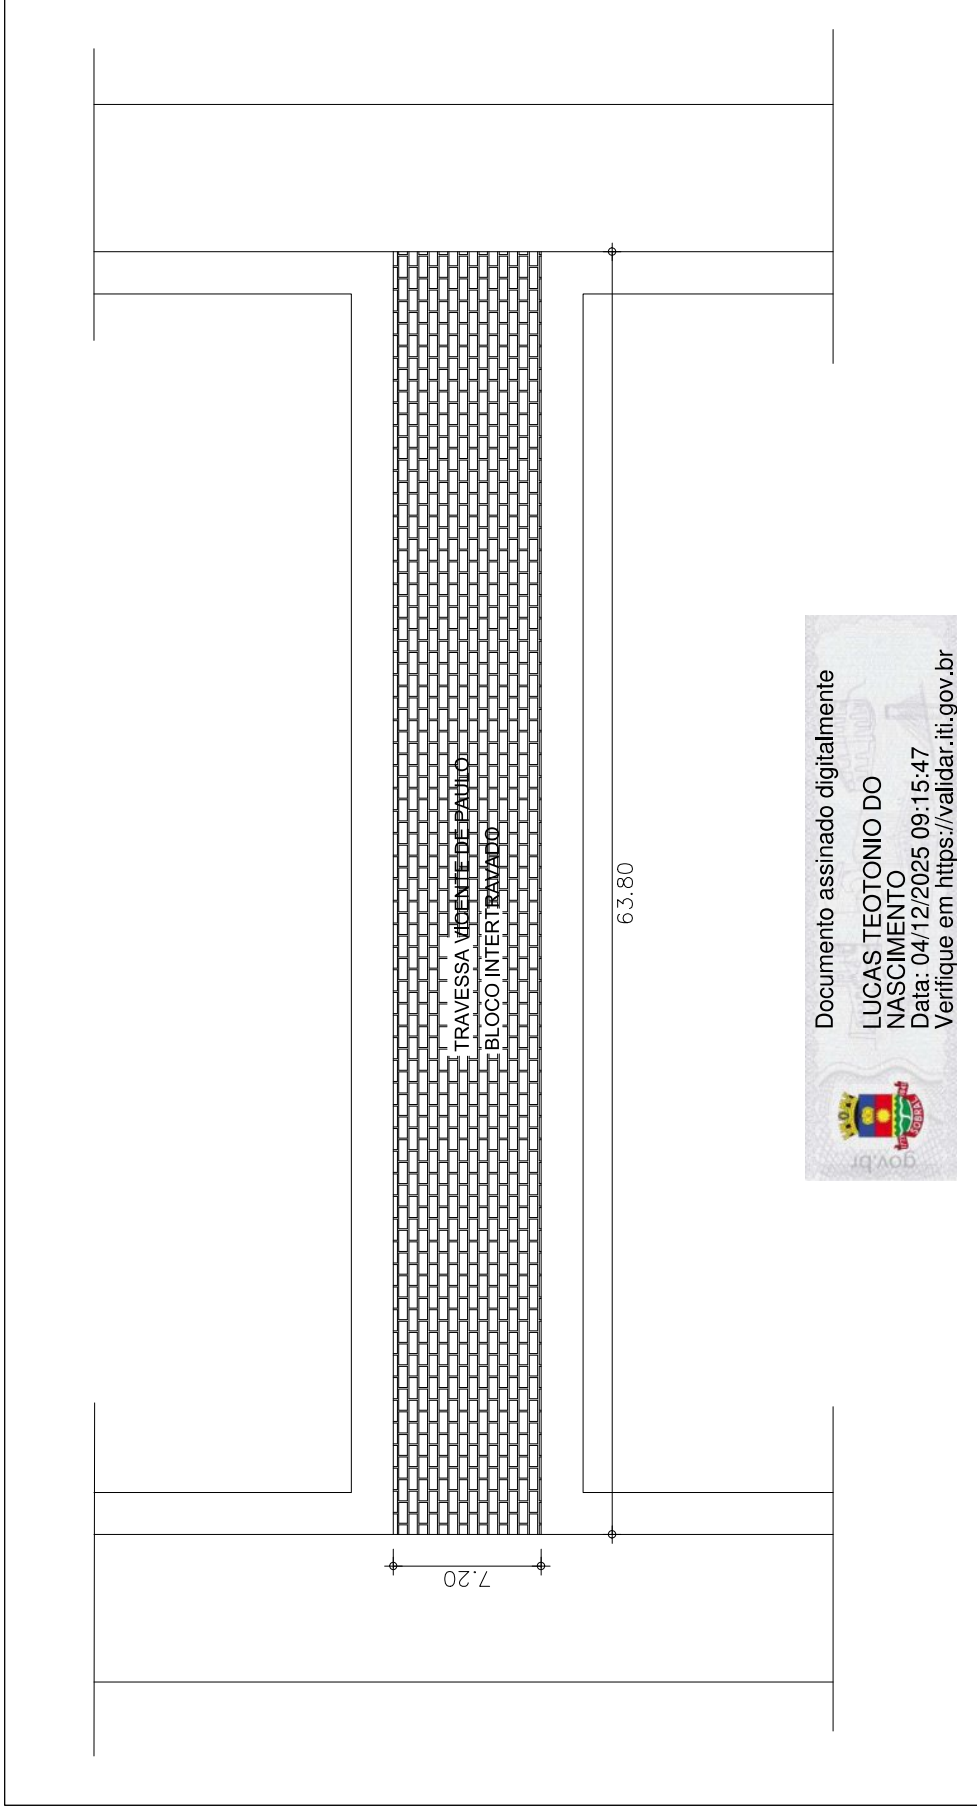 TRAVESSA VICENTE DE PAULO
BLOCO INTERTRAVADO
63.80
7.20
Documento assinado digitalmente
LUCAS TEOTONIO DO
NASCIMENTO
Data: 04/12/2025 09:15:47
Verifique em https://validar.iti.gov.br
gov.br
SOBRAL